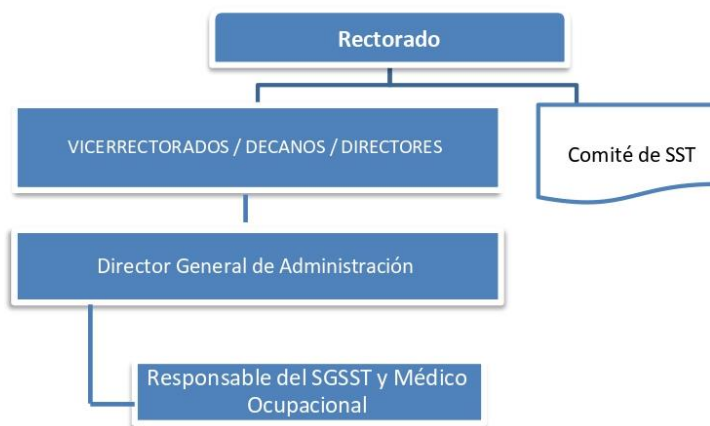 Rectorado
VICERRECTORADOS / DECANOS / DIRECTORES
Comité de SST
Director General de Administración
Responsable del SGSST y Médico
Ocupacional